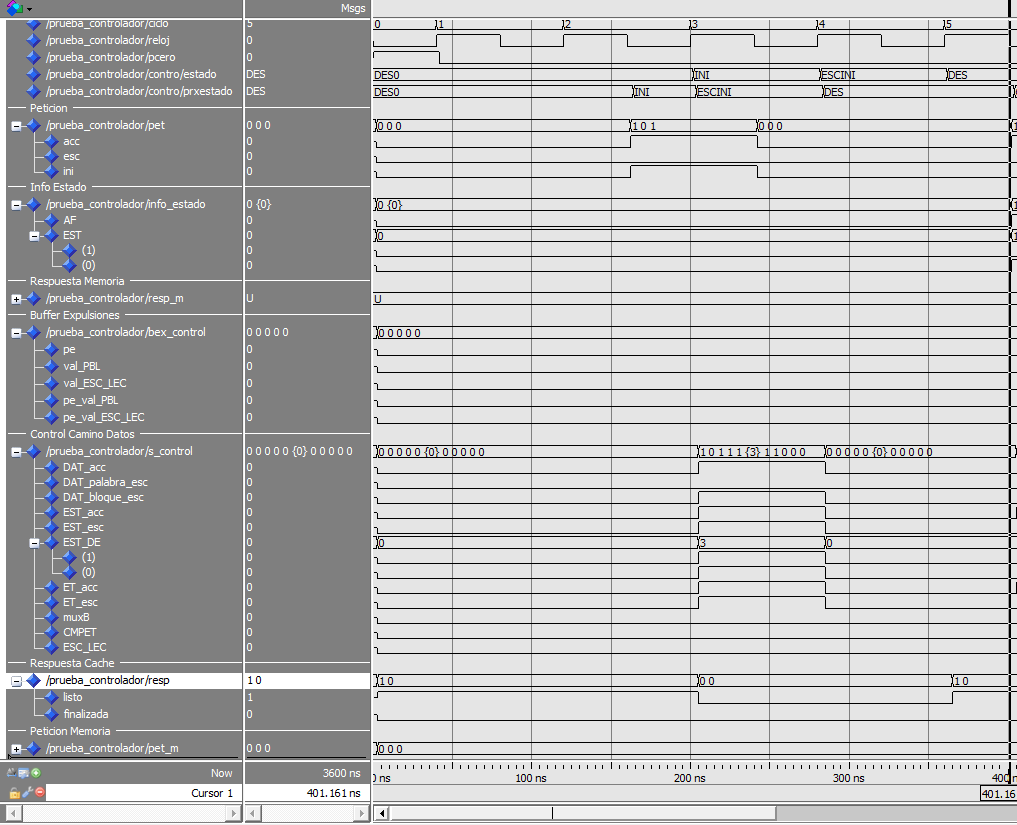 Msgs
/prueba_controlador/ciclo 5 0 1 2 3 4 5
/prueba_controlador/reloj 0
/prueba_controlador/pcero 0
/prueba_controlador/contro/estado DES DES0 INI ESCINI DES
/prueba_controlador/contro/prxestado DES DES0 INI ESCINI DES
Peticion
/prueba_controlador/pet 0 0 0 0 0 0 1 0 1 0 0 0 1
acc 0
esc 0
ini 0
Info Estado
/prueba_controlador/info_estado 0 {0} 0 {0} 1
AF 0
EST 0 0 1
(1) 0
(0) 0
Respuesta Memoria
/prueba_controlador/resp_m U U
Buffer Expulsiones
/prueba_controlador/bex_control 0 0 0 0 0 0 0 0 0 0
pe 0
val_PBL 0
val_ESC_LEC 0
pe_val_PBL 0
pe_val_ESC_LEC 0
Control Camino Datos
/prueba_controlador/s_control 0 0 0 0 0 {0} 0 0 0 0 0 0 0 0 0 0 {0} 0 0 0 0 0 1 0 1 1 1 {3} 1 1 0 0 0 0 0 0 0 0 {0} 0 0 0 0 0
DAT_acc 0
DAT_palabra_esc 0
DAT_bloque_esc 0
EST_acc 0
EST_esc 0
EST_DE 0 0 3 0
(1) 0
(0) 0
ET_acc 0
ET_esc 0
muxB 0
CMPET 0
ESC_LEC 0
Respuesta Cache
/prueba_controlador/resp 1 0 1 0 0 0 1 0
listo 1
finalizada 0
Peticion Memoria
/prueba_controlador/pet_m 0 0 0 0 0 0
Now 3600 ns ns 100 ns 200 ns 300 ns 400
Cursor 1 401.161 ns 401.16